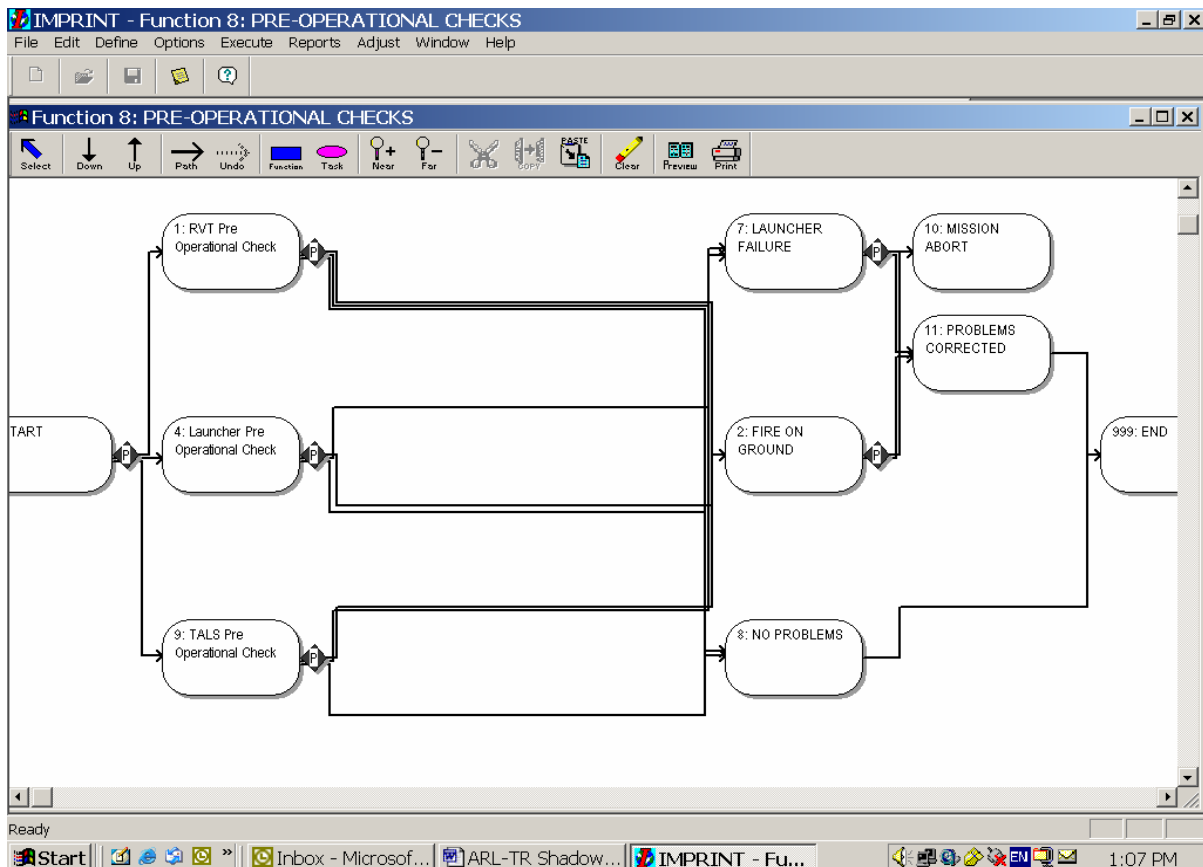 IMPRINT - Function 8: PRE-OPERATIONAL CHECKS
File Edit Define Options Execute Reports Adjust Window Help
Function 8: PRE-OPERATIONAL CHECKS
Select Down Up Path Undo Function Task Near Far COPY PASTE Clear Preview Print
1: RVT Pre
Operational Check
P
7: LAUNCHER
FAILURE
P
10: MISSION
ABORT
11: PROBLEMS
CORRECTED
TART
P
4: Launcher Pre
Operational Check
P
2: FIRE ON
GROUND
P
999: END
9: TALS Pre
Operational Check
P
8: NO PROBLEMS
Ready
Start » Inbox - Microsof... ARL-TR Shadow... IMPRINT - Fu... EN 1:07 PM